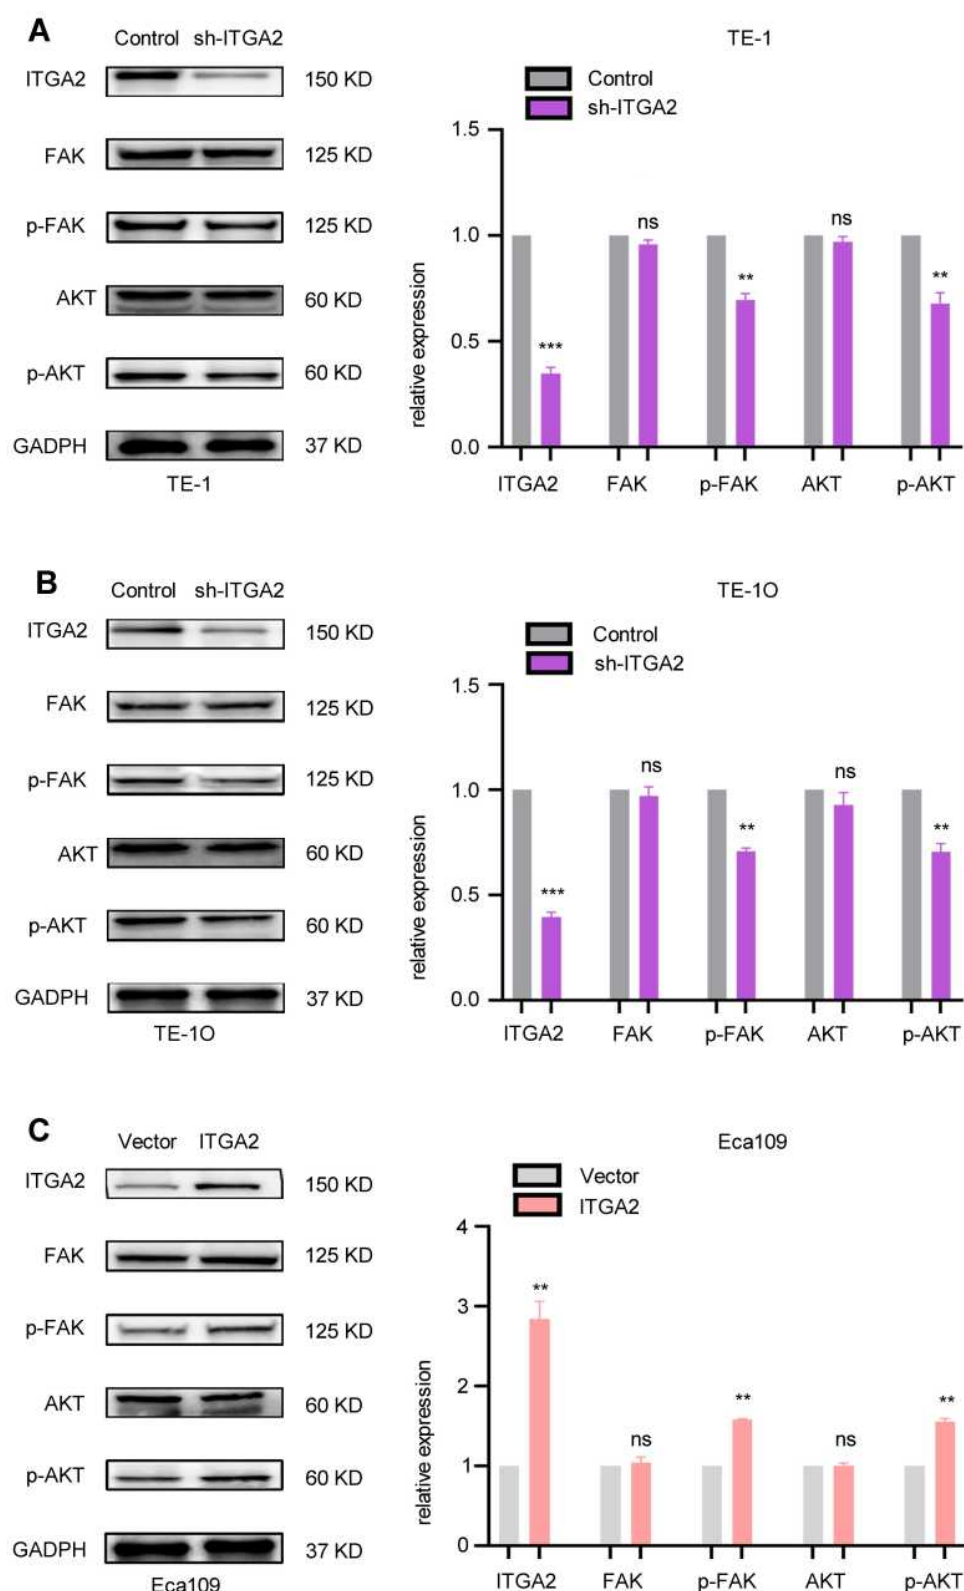 A
Control sh-ITGA2
ITGA2 150 KD
FAK 125 KD
p-FAK 125 KD
AKT 60 KD
p-AKT 60 KD
GADPH 37 KD
TE-1
TE-1
Control
sh-ITGA2
relative expression
1.5
1.0
0.5
0.0
***
ns
**
ns
**
ITGA2 FAK p-FAK AKT p-AKT
B
Control sh-ITGA2
ITGA2 150 KD
FAK 125 KD
p-FAK 125 KD
AKT 60 KD
p-AKT 60 KD
GADPH 37 KD
TE-1O
TE-1O
Control
sh-ITGA2
relative expression
1.5
1.0
0.5
0.0
***
ns
**
ns
**
ITGA2 FAK p-FAK AKT p-AKT
C
Vector ITGA2
ITGA2 150 KD
FAK 125 KD
p-FAK 125 KD
AKT 60 KD
p-AKT 60 KD
GADPH 37 KD
Eca109
Eca109
Vector
ITGA2
relative expression
4
3
2
1
0
**
ns
**
ns
**
ITGA2 FAK p-FAK AKT p-AKT